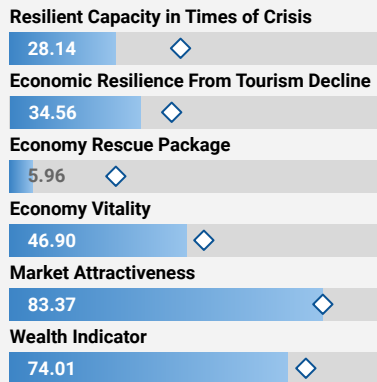 Resilient Capacity in Times of Crisis
28.14
Economic Resilience From Tourism Decline
34.56
Economy Rescue Package
5.96
Economy Vitality
46.90
Market Attractiveness
83.37
Wealth Indicator
74.01